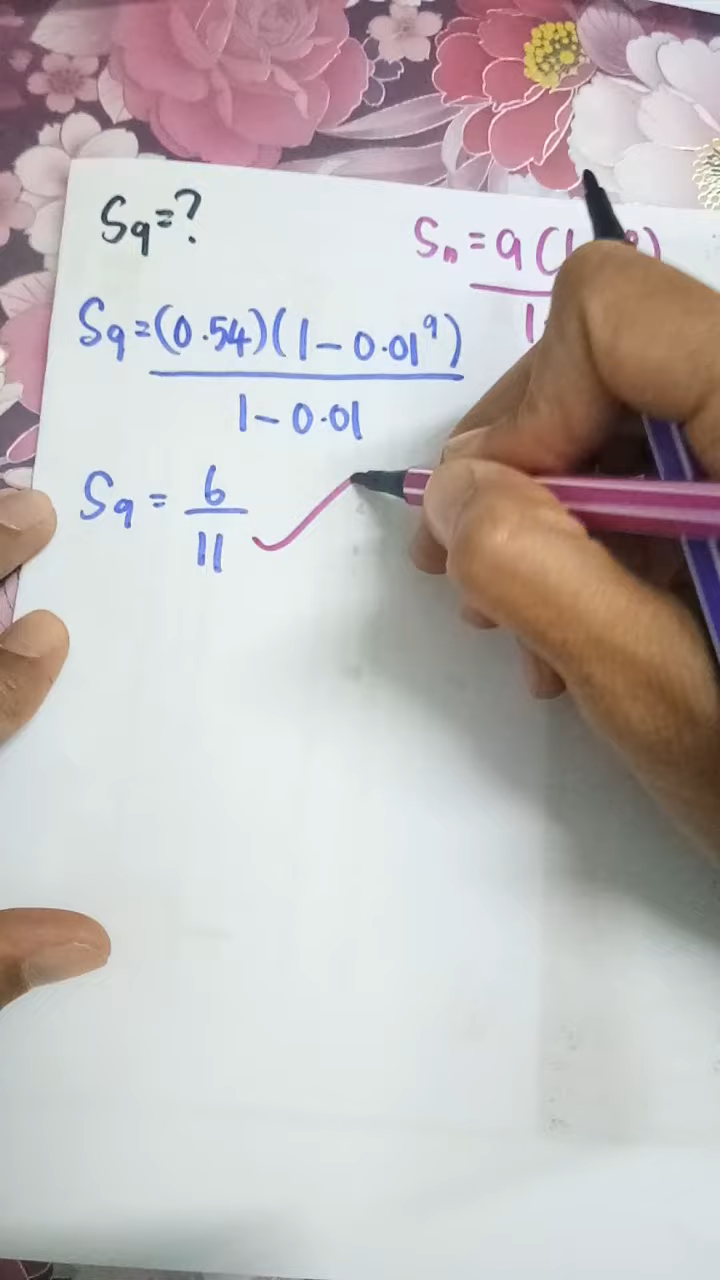 S₉=?
Sₙ = a(1
1
S₉=(0.54)(1-0.01⁹)
1-0.01
S₉ = 6
11